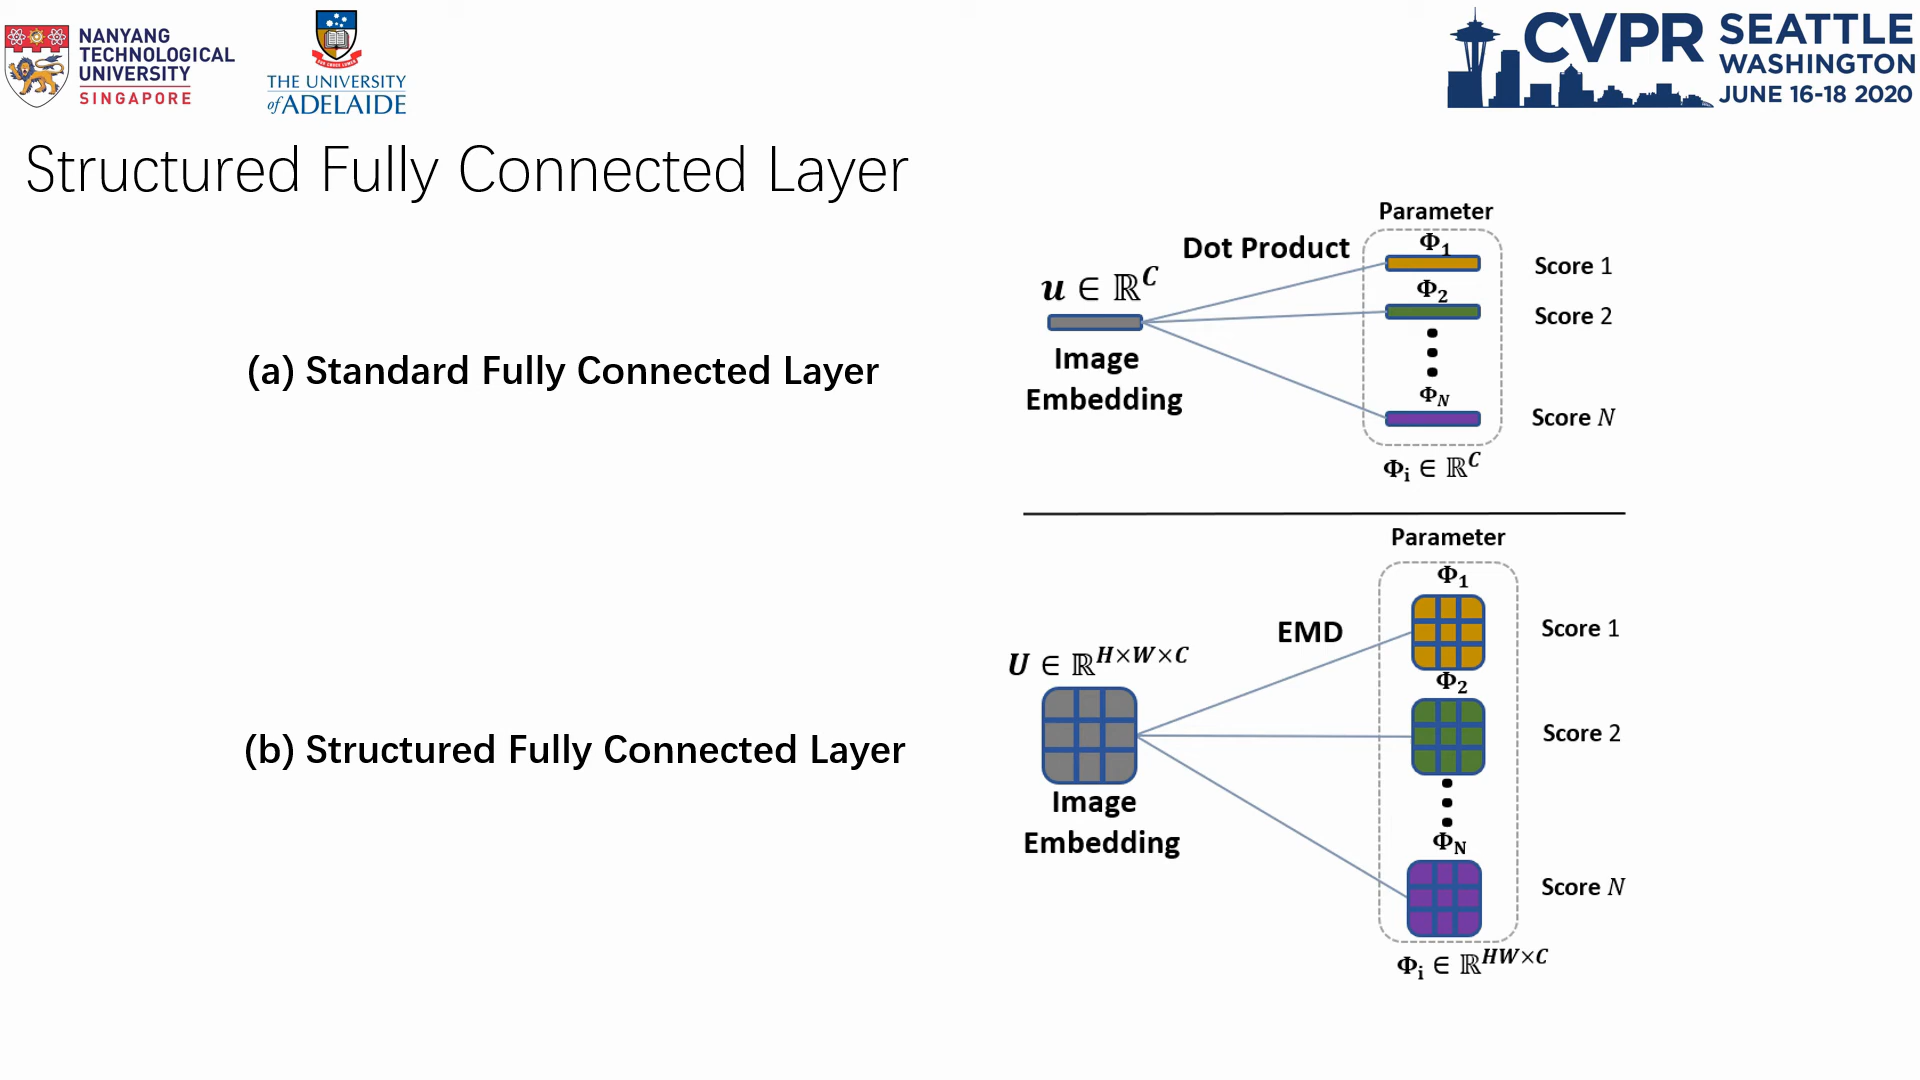 NANYANG
TECHNOLOGICAL
UNIVERSITY
SINGAPORE
THE UNIVERSITY
of ADELAIDE
CVPR SEATTLE
WASHINGTON
JUNE 16-18 2020
Structured Fully Connected Layer
(a) Standard Fully Connected Layer
Parameter
Dot Product
u ∈ ℝ^C
Image
Embedding
Φ₁
Score 1
Φ₂
Score 2
Φ_N
Score N
Φ_i ∈ ℝ^C
(b) Structured Fully Connected Layer
Parameter
EMD
U ∈ ℝ^{H×W×C}
Image
Embedding
Φ₁
Score 1
Φ₂
Score 2
Φ_N
Score N
Φ_i ∈ ℝ^{HW×C}